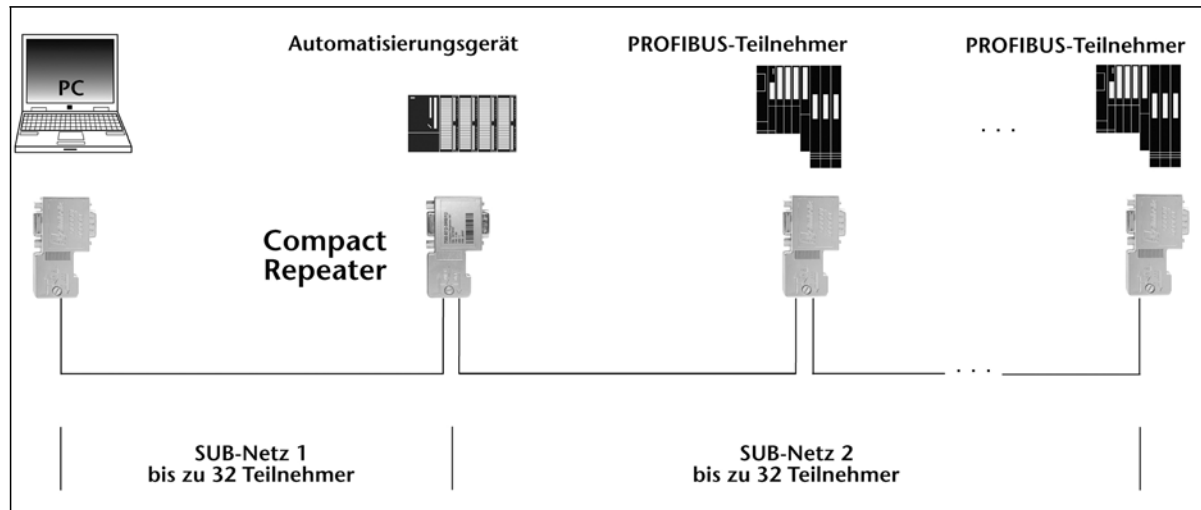 Automatisierungsgerät
PROFIBUS-Teilnehmer
PROFIBUS-Teilnehmer
PC
. . .
Compact
Repeater
. . .
SUB-Netz 1
bis zu 32 Teilnehmer
SUB-Netz 2
bis zu 32 Teilnehmer